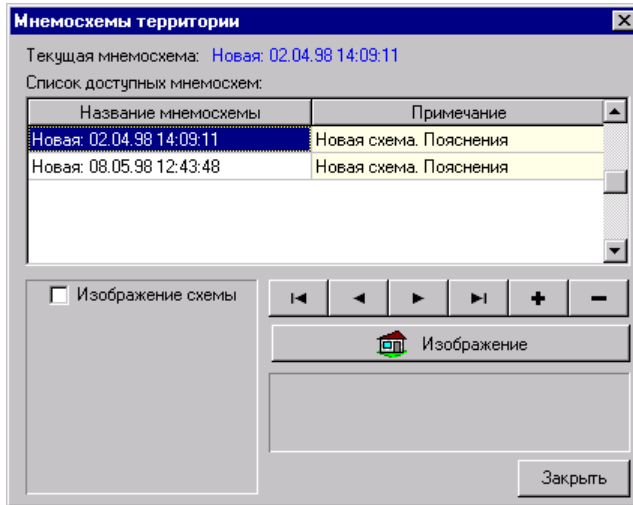 Мнемосхемы территории
Текущая мнемосхема: Новая: 02.04.98 14:09:11
Список доступных мнемосхем:
Название мнемосхемы Примечание
Новая: 02.04.98 14:09:11 Новая схема. Пояснения
Новая: 08.05.98 12:43:48 Новая схема. Пояснения
Изображение схемы
Изображение
Закрыть